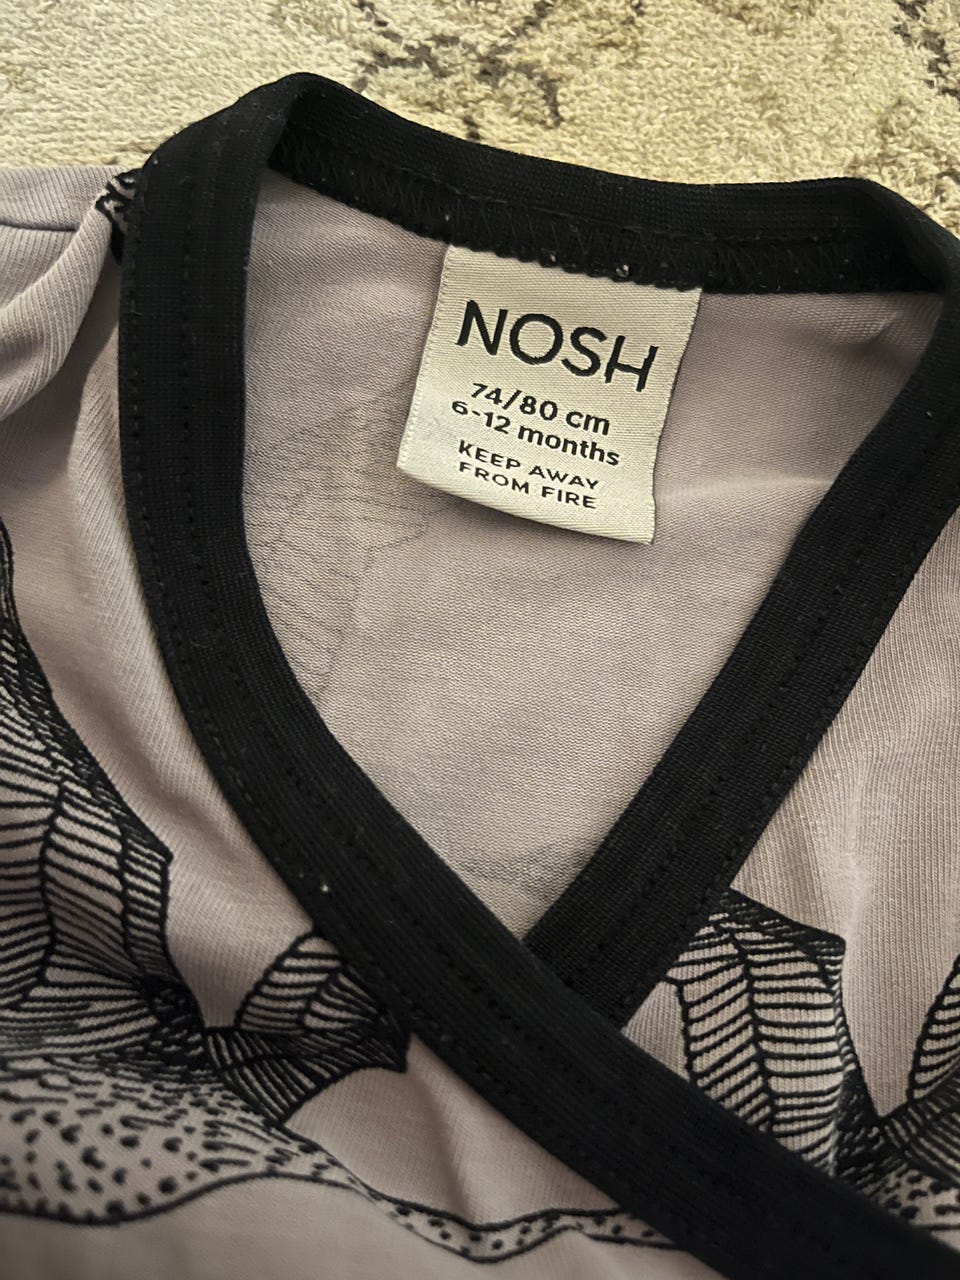 NOSH
74/80 cm
6-12 months
KEEP AWAY
FROM FIRE